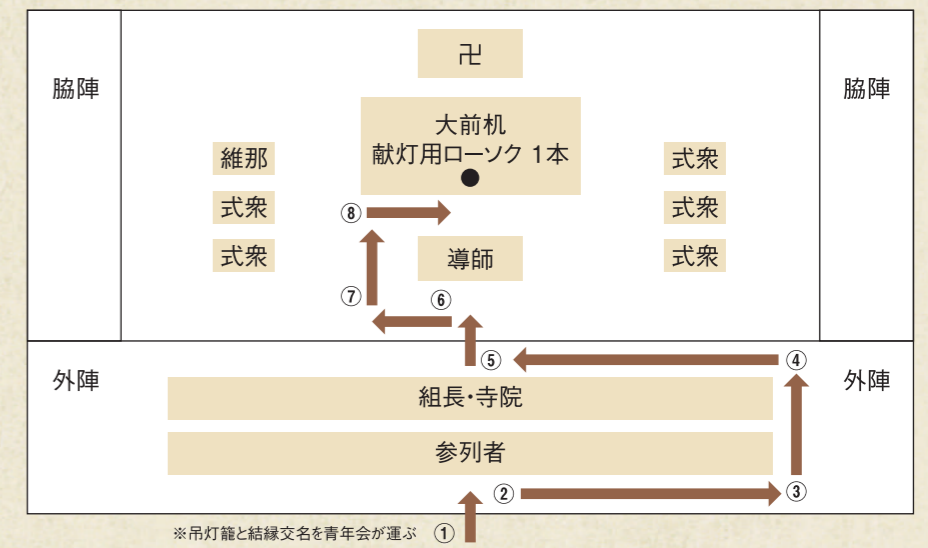 卍
脇陣
脇陣
大前机
献灯用ローソク 1本
維那
式衆
式衆
式衆
式衆
⑧
式衆
導師
式衆
⑦
⑥
⑤
④
外陣
外陣
組長・寺院
参列者
②
③
※吊灯籠と結縁交名を青年会が運ぶ
①